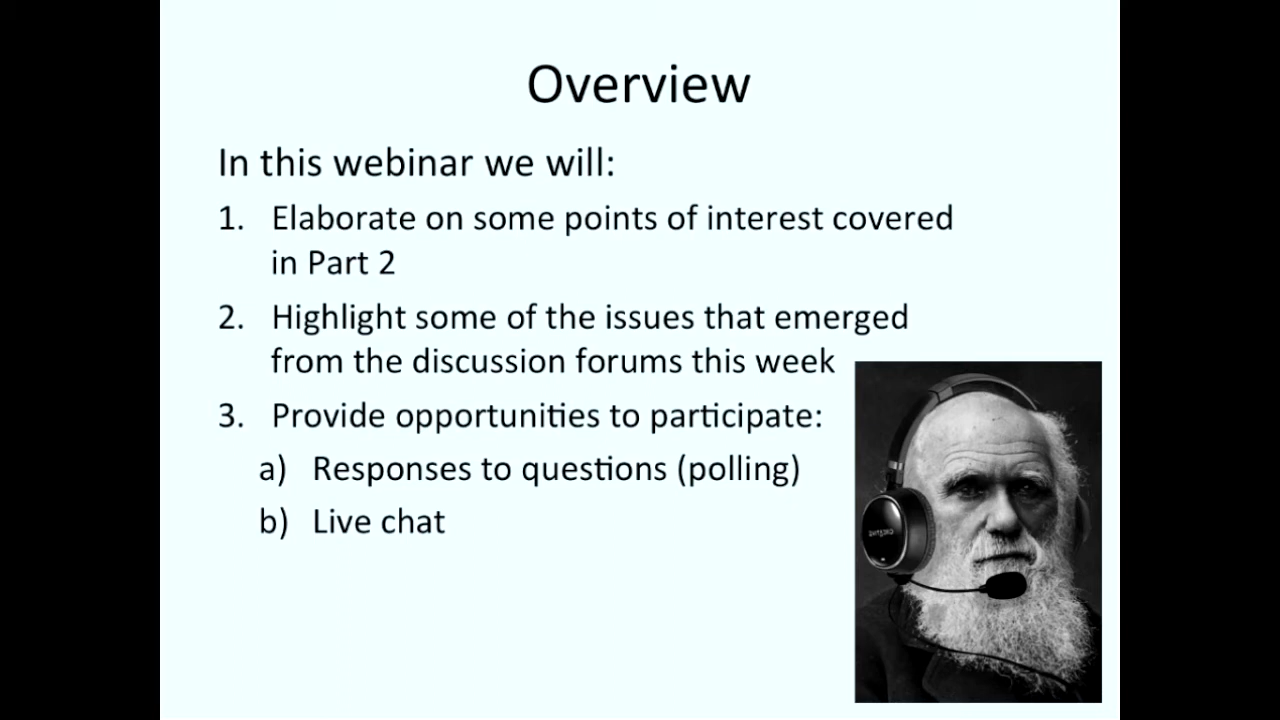 Overview
In this webinar we will:
1. Elaborate on some points of interest covered
in Part 2
2. Highlight some of the issues that emerged
from the discussion forums this week
3. Provide opportunities to participate:
a) Responses to questions (polling)
b) Live chat